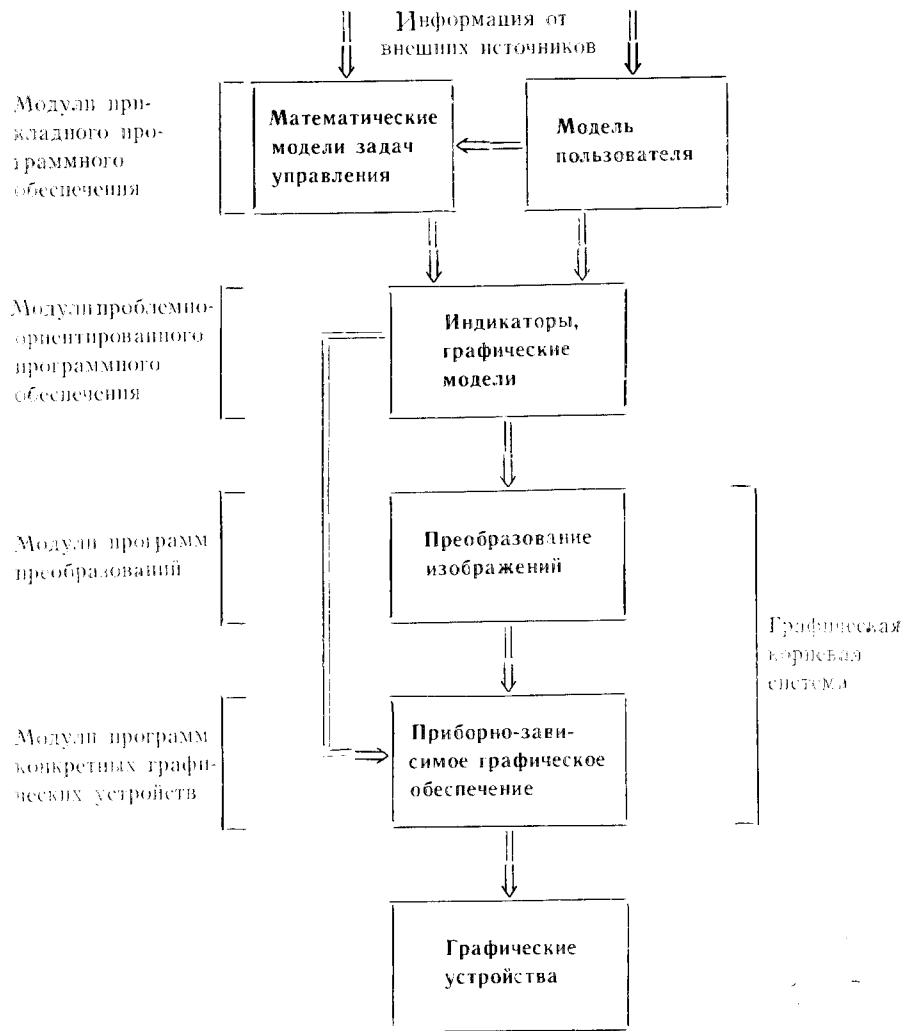 Информация от
внешних источников
Модули при-
кладного про-
граммного
обеспечения
Математические
модели задач
управления
Модель
пользователя
Модули проблемно-
ориентированного
программного
обеспечения
Индикаторы,
графические
модели
Модули программ
преобразований
Преобразование
изображений
Графическая
корневая
система
Модули программ
конкретных графи-
ческих устройств
Приборно-зави-
симое графическое
обеспечение
Графические
устройства